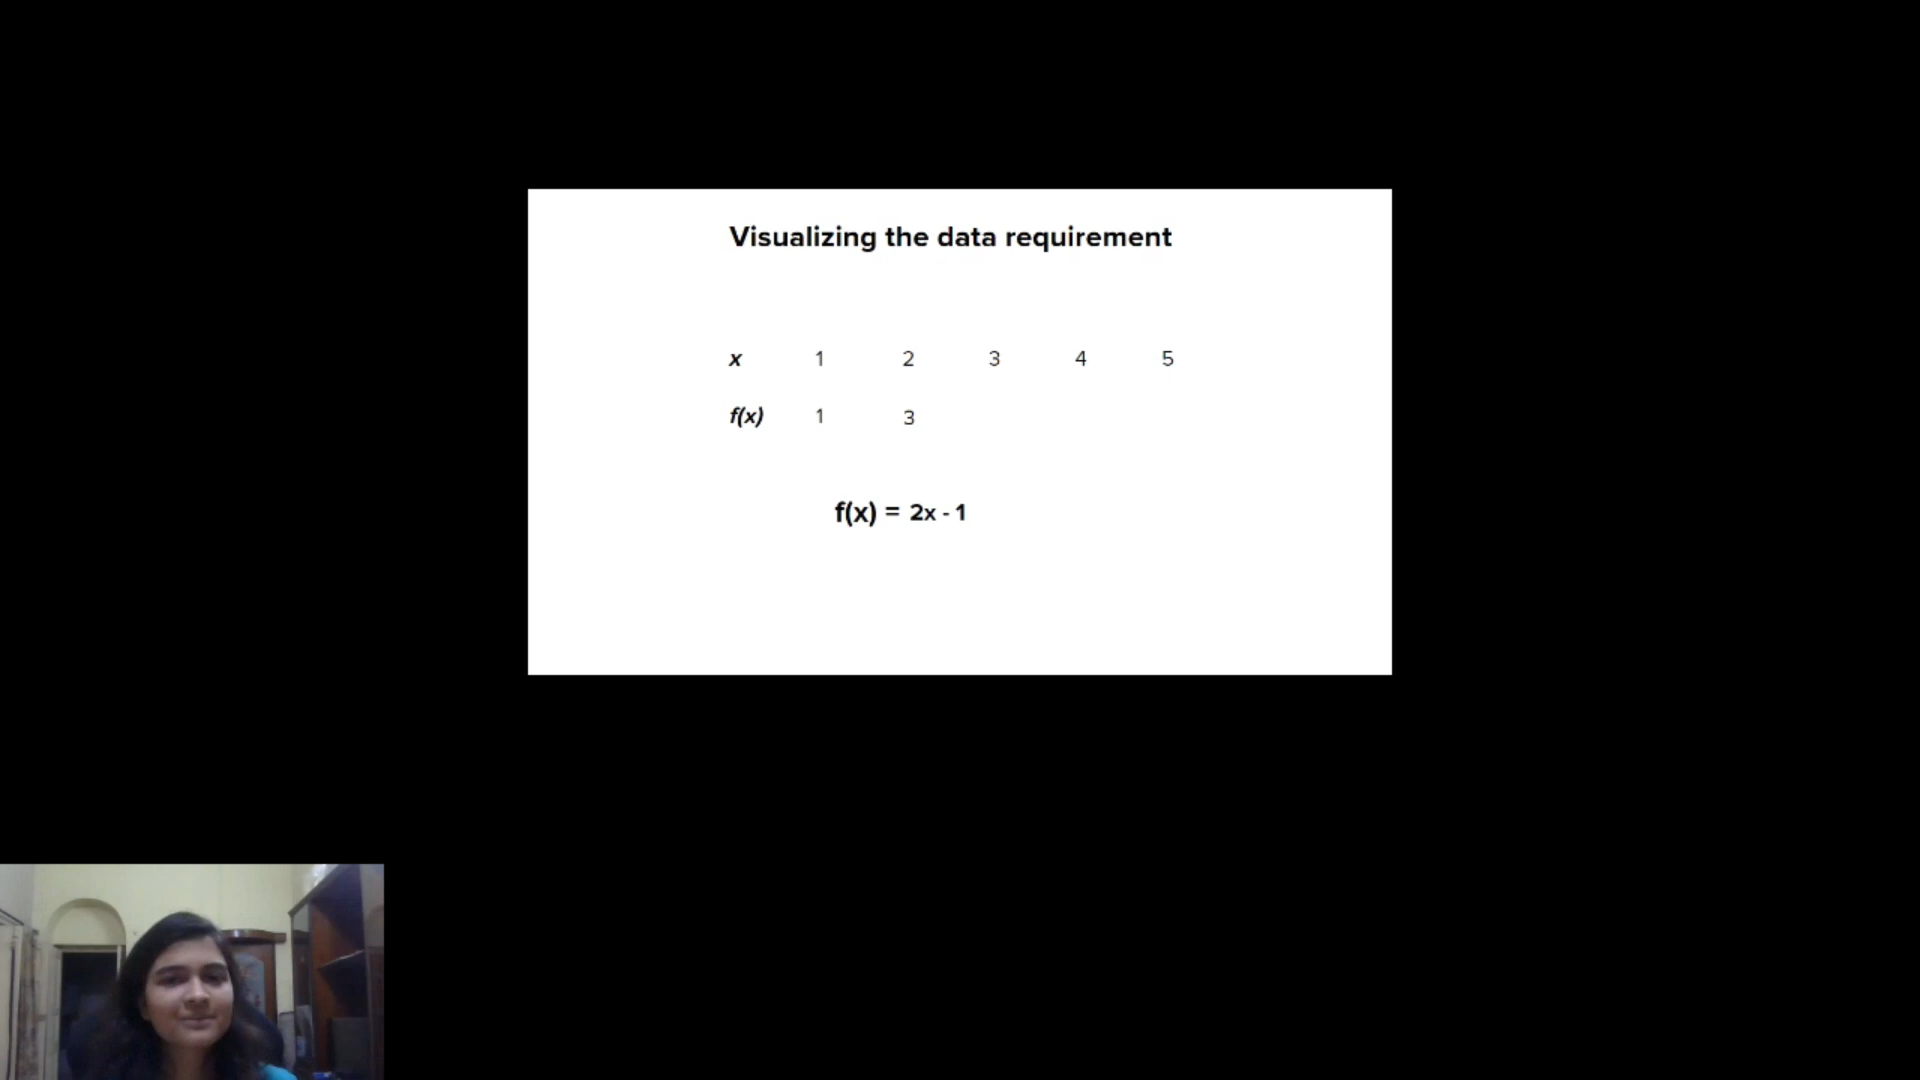 Visualizing the data requirement
x 1 2 3 4 5
f(x) 1 3
f(x) = 2x - 1